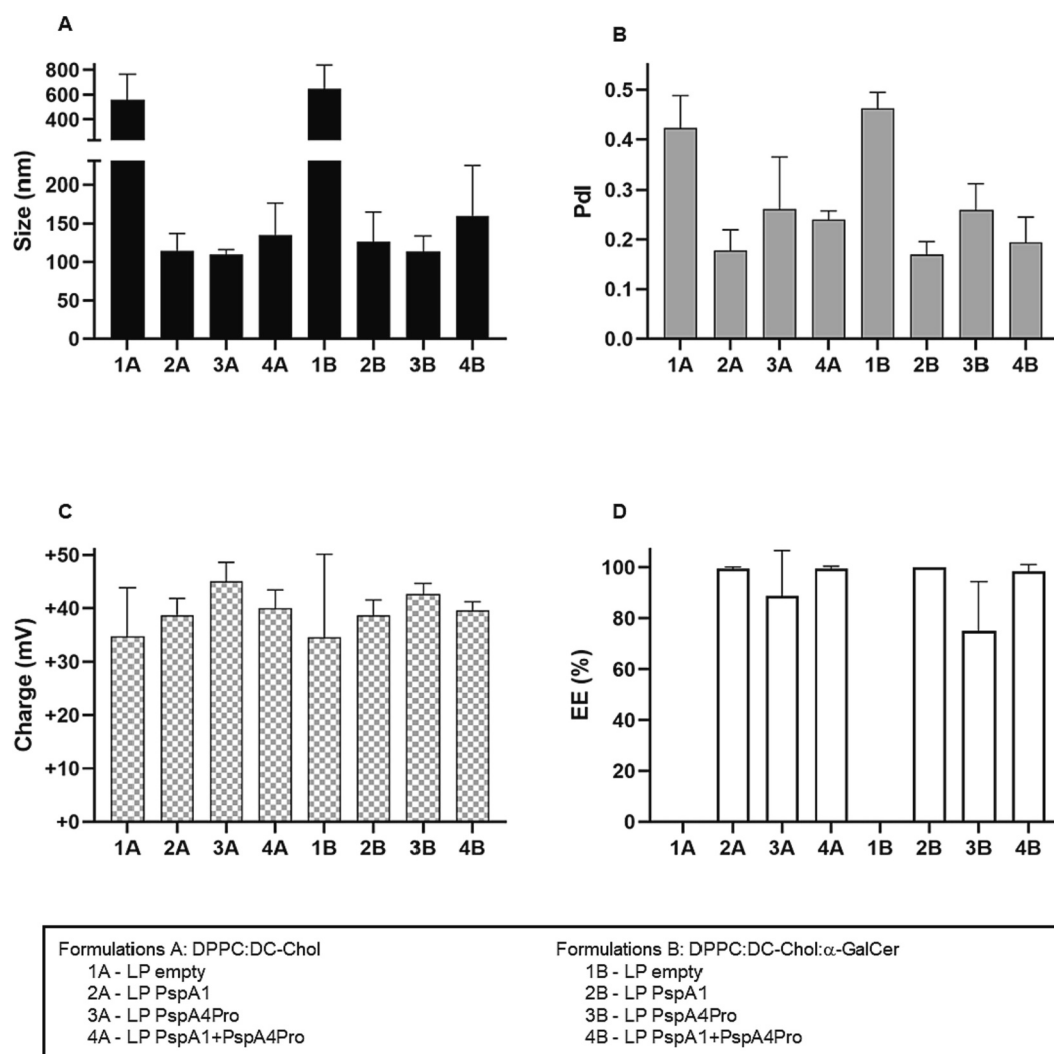 A
Size (nm)
800
600
400
200
150
100
50
0
1A 2A 3A 4A 1B 2B 3B 4B
B
PdI
0.5
0.4
0.3
0.2
0.1
0.0
1A 2A 3A 4A 1B 2B 3B 4B
C
Charge (mV)
+50
+40
+30
+20
+10
+0
1A 2A 3A 4A 1B 2B 3B 4B
D
EE (%)
100
80
60
40
20
0
1A 2A 3A 4A 1B 2B 3B 4B
Formulations A: DPPC:DC-Chol
1A - LP empty
2A - LP PspA1
3A - LP PspA4Pro
4A - LP PspA1+PspA4Pro
Formulations B: DPPC:DC-Chol:α-GalCer
1B - LP empty
2B - LP PspA1
3B - LP PspA4Pro
4B - LP PspA1+PspA4Pro